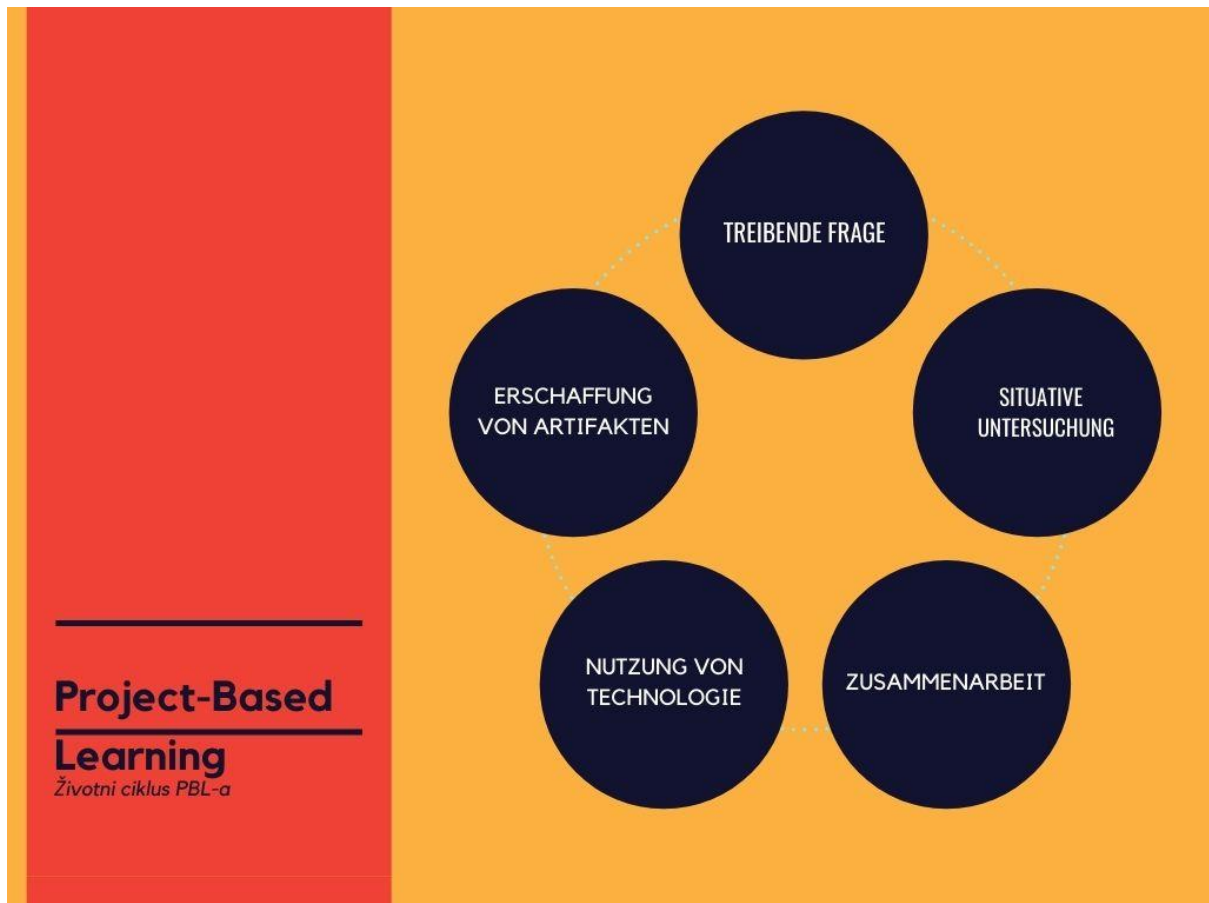 Project-Based
Learning
Životni ciklus PBL-a
TREIBENDE FRAGE
SITUATIVE
UNTERSUCHUNG
ZUSAMMENARBEIT
NUTZUNG VON
TECHNOLOGIE
ERSCHAFFUNG
VON ARTIFAKTEN